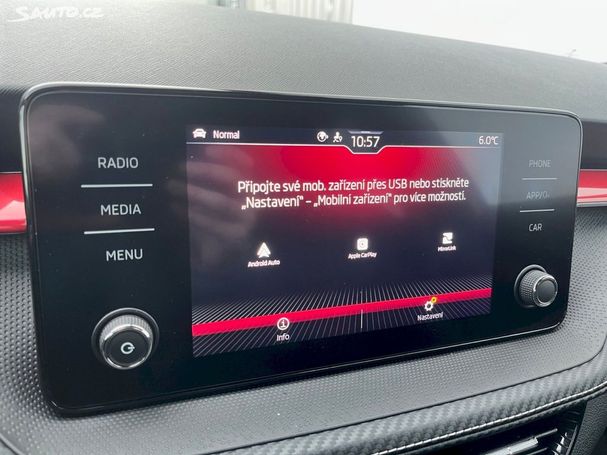 Sauto.cz
RADIO
MEDIA
MENU
Normal
10:57
6.0°C
Připojte své mob. zařízení přes USB nebo stiskněte
„Nastavení“ – „Mobilní zařízení“ pro více možností.
Android Auto
Apple CarPlay
MirrorLink
Info
Nastavení
PHONE
APP/
CAR